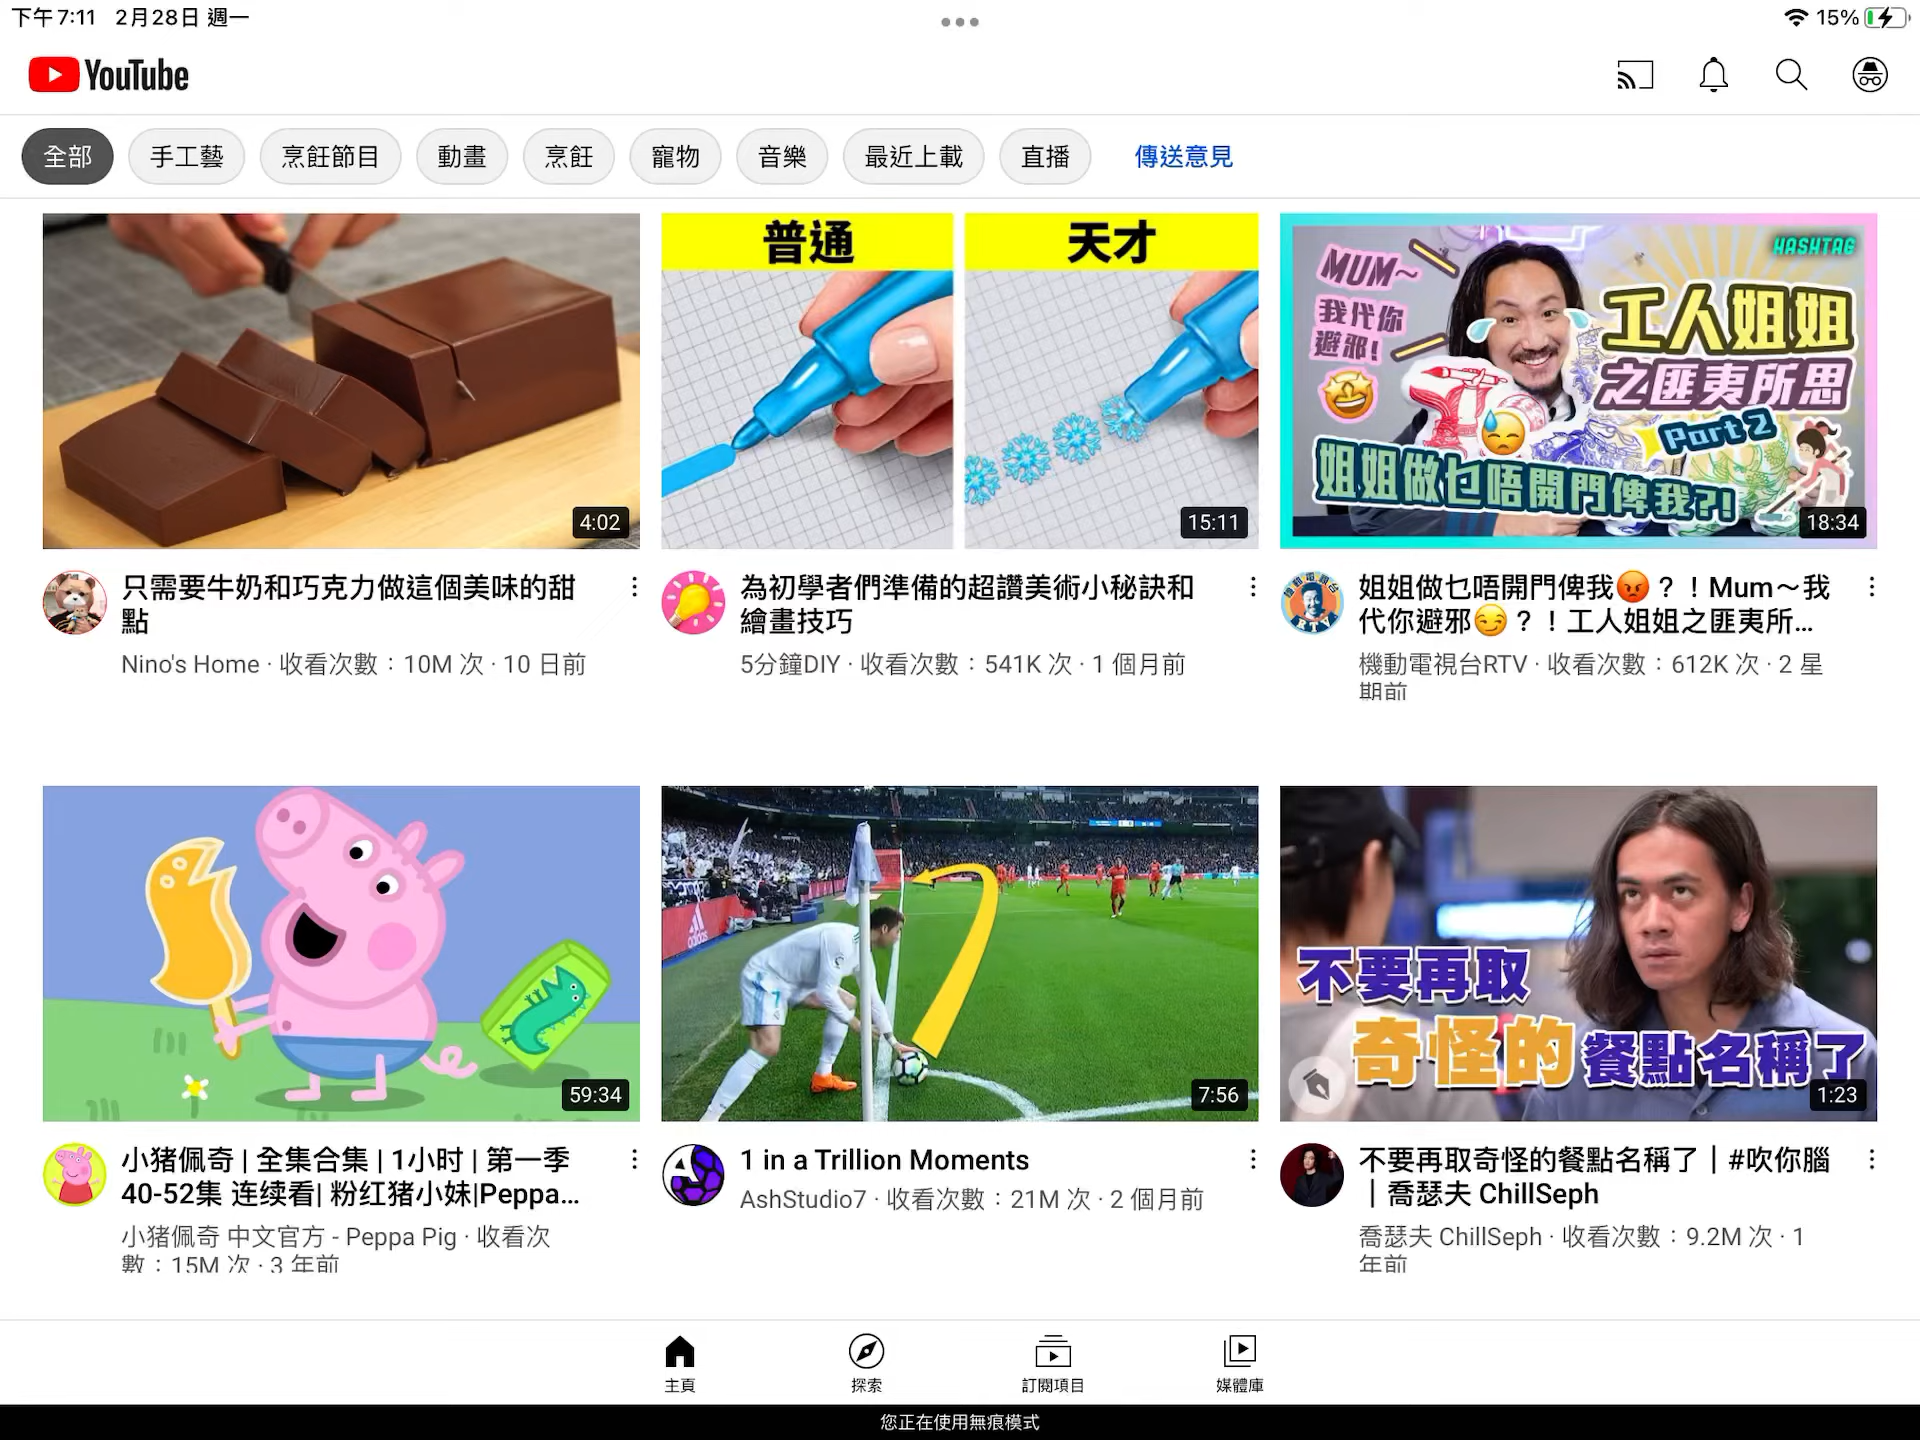 下午7:11 2月28日 週一
15%
YouTube
全部 手工藝 烹飪節目 動畫 烹飪 寵物 音樂 最近上載 直播 傳送意見
4:02
普通 天才
15:11
HASHTAG
MUM~
我代你
避邪!
工人姐姐
之匪夷所思
Part 2
姐姐做乜唔開門俾我?!
18:34
只需要牛奶和巧克力做這個美味的甜
點
Nino's Home · 收看次數：10M 次 · 10 日前
為初學者們準備的超讚美術小秘訣和
繪畫技巧
5分鐘DIY · 收看次數：541K 次 · 1 個月前
RTV
姐姐做乜唔開門俾我😡？！Mum～我
代你避邪😏？！工人姐姐之匪夷所...
機動電視台RTV · 收看次數：612K 次 · 2 星
期前
59:34
adidas
7
7:56
不要再取
奇怪的餐點名稱了
1:23
小猪佩奇 | 全集合集 | 1小时 | 第一季
40-52集 连续看| 粉红猪小妹|Peppa...
小猪佩奇 中文官方 - Peppa Pig · 收看次
數：15M 次 · 3 年前
1 in a Trillion Moments
AshStudio7 · 收看次數：21M 次 · 2 個月前
不要再取奇怪的餐點名稱了｜#吹你腦
｜喬瑟夫 ChillSeph
喬瑟夫 ChillSeph · 收看次數：9.2M 次 · 1
年前
主頁 探索 訂閱項目 媒體庫
您正在使用無痕模式